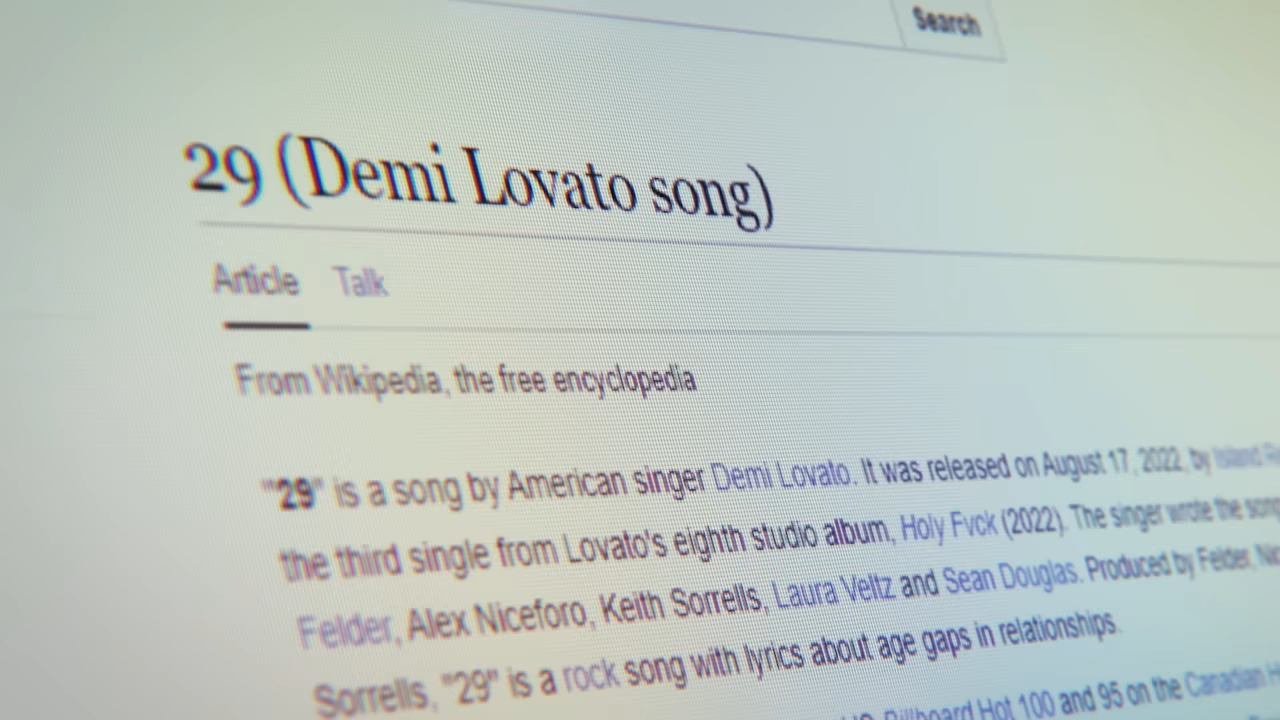 Search
29 (Demi Lovato song)
Article Talk
From Wikipedia, the free encyclopedia
"29" is a song by American singer Demi Lovato. It was released on August 17, 2022, by Island
the third single from Lovato's eighth studio album, Holy Fvck (2022). The singer wrote the song
Felder, Alex Niceforo, Keith Sorrells, Laura Veltz and Sean Douglas. Produced by Felder,
Sorrells, "29" is a rock song with lyrics about age gaps in relationships.
Billboard Hot 100 and 95 on the Canadian